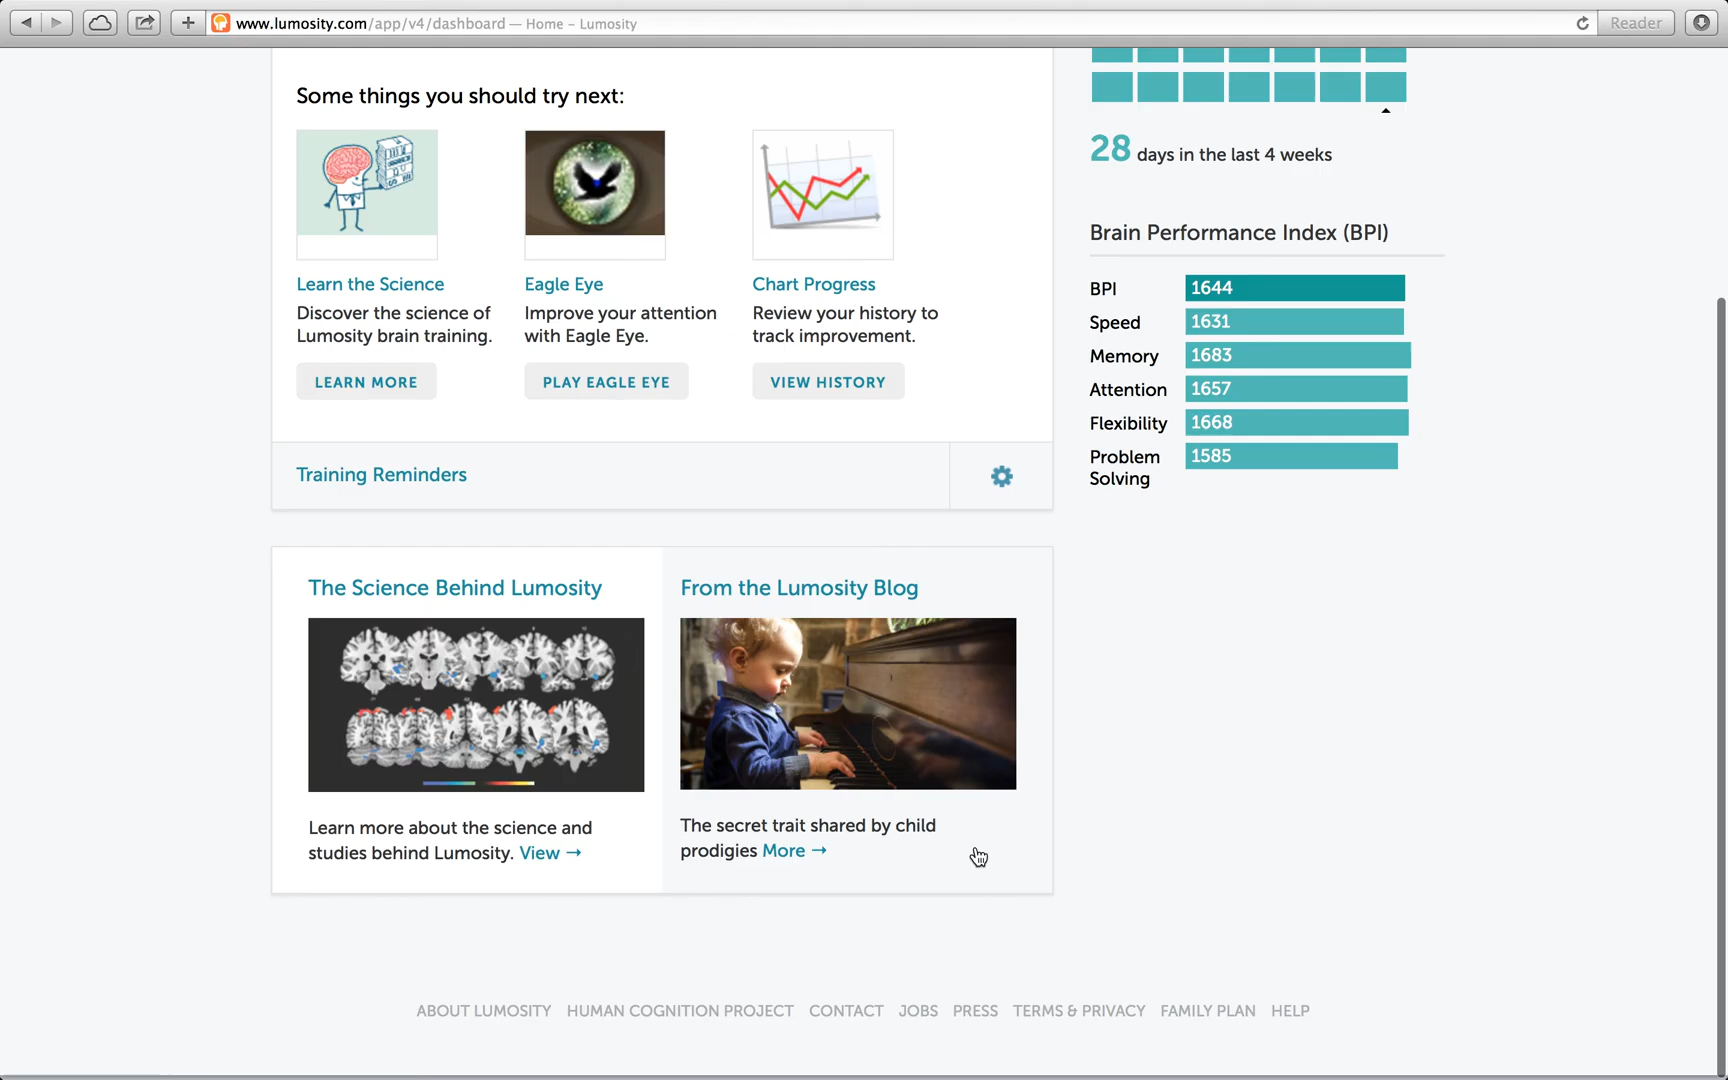 www.lumosity.com/app/v4/dashboard — Home – Lumosity
Reader
Some things you should try next:
Learn the Science
Discover the science of
Lumosity brain training.
LEARN MORE
Eagle Eye
Improve your attention
with Eagle Eye.
PLAY EAGLE EYE
Chart Progress
Review your history to
track improvement.
VIEW HISTORY
Training Reminders
28 days in the last 4 weeks
Brain Performance Index (BPI)
BPI 1644
Speed 1631
Memory 1683
Attention 1657
Flexibility 1668
Problem 1585
Solving
The Science Behind Lumosity
Learn more about the science and
studies behind Lumosity. View →
From the Lumosity Blog
The secret trait shared by child
prodigies More →
ABOUT LUMOSITY HUMAN COGNITION PROJECT CONTACT JOBS PRESS TERMS & PRIVACY FAMILY PLAN HELP